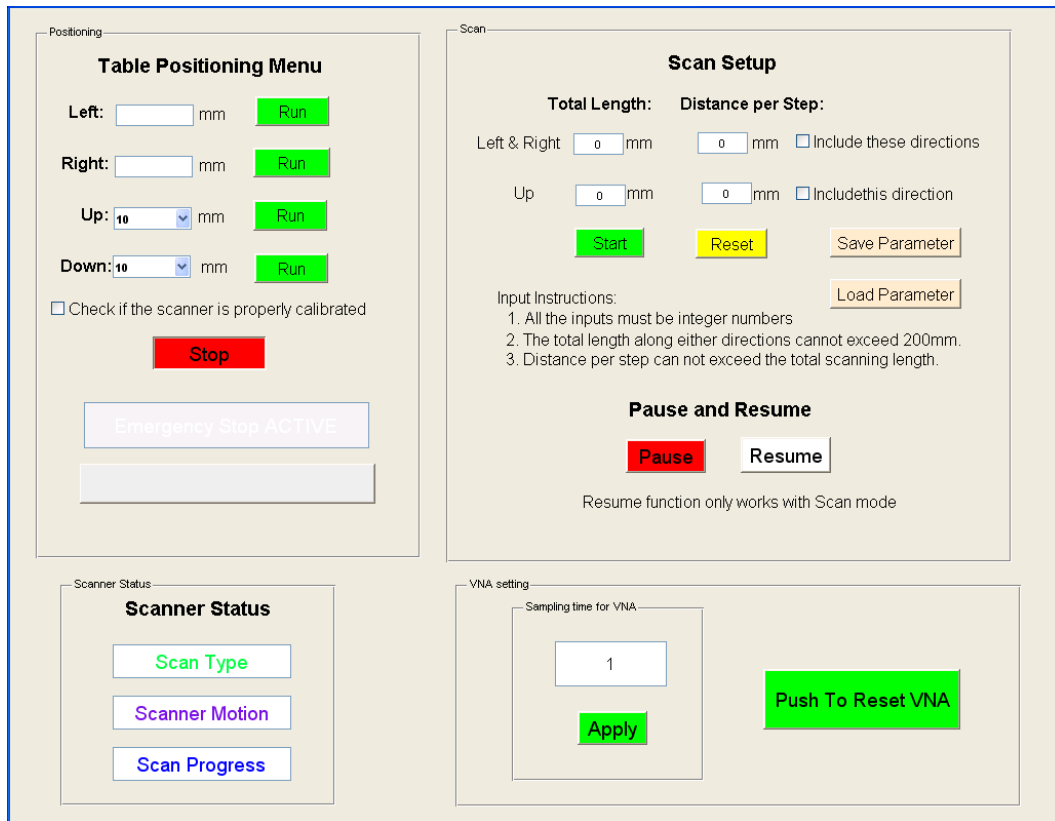 Positioning
Table Positioning Menu
Left: mm Run
Right: mm Run
Up: 10 mm Run
Down: 10 mm Run
Check if the scanner is properly calibrated
Stop
Emergency Stop ACTIVE
Scan
Scan Setup
Total Length: Distance per Step:
Left & Right 0 mm 0 mm Include these directions
Up 0 mm 0 mm Includethis direction
Start Reset Save Parameter
Load Parameter
Input Instructions:
1. All the inputs must be integer numbers
2. The total length along either directions cannot exceed 200mm.
3. Distance per step can not exceed the total scanning length.
Pause and Resume
Pause Resume
Resume function only works with Scan mode
Scanner Status
Scanner Status
Scan Type
Scanner Motion
Scan Progress
VNA setting
Sampling time for VNA
1
Apply
Push To Reset VNA